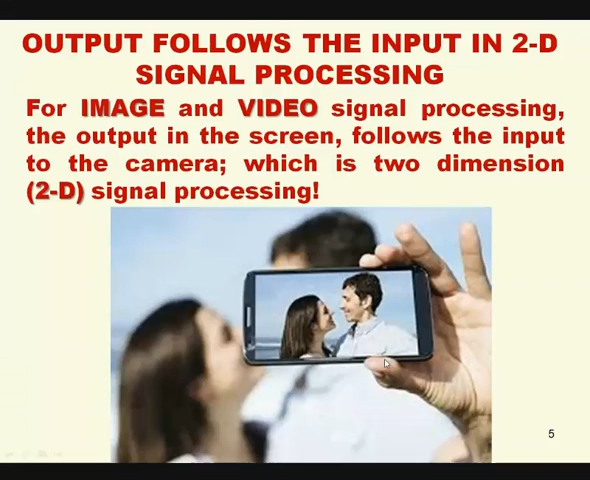 OUTPUT FOLLOWS THE INPUT IN 2-D
SIGNAL PROCESSING
For IMAGE and VIDEO signal processing,
the output in the screen, follows the input
to the camera; which is two dimension
(2-D) signal processing!
5